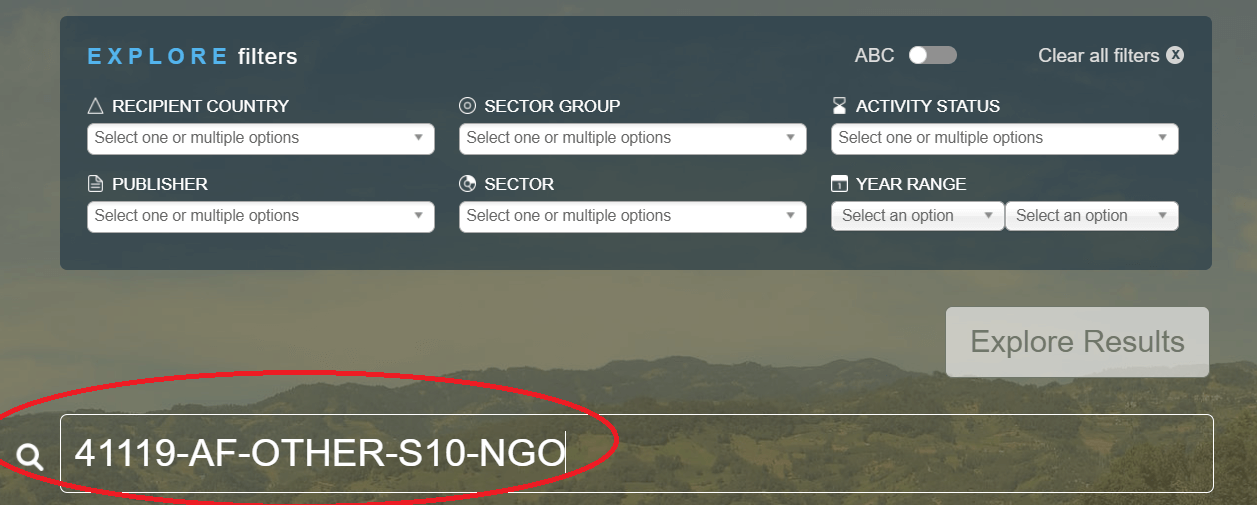 EXPLORE filters
ABC
Clear all filters X
RECIPIENT COUNTRY
Select one or multiple options
SECTOR GROUP
Select one or multiple options
ACTIVITY STATUS
Select one or multiple options
PUBLISHER
Select one or multiple options
SECTOR
Select one or multiple options
1 YEAR RANGE
Select an option
Select an option
Explore Results
41119-AF-OTHER-S10-NGO